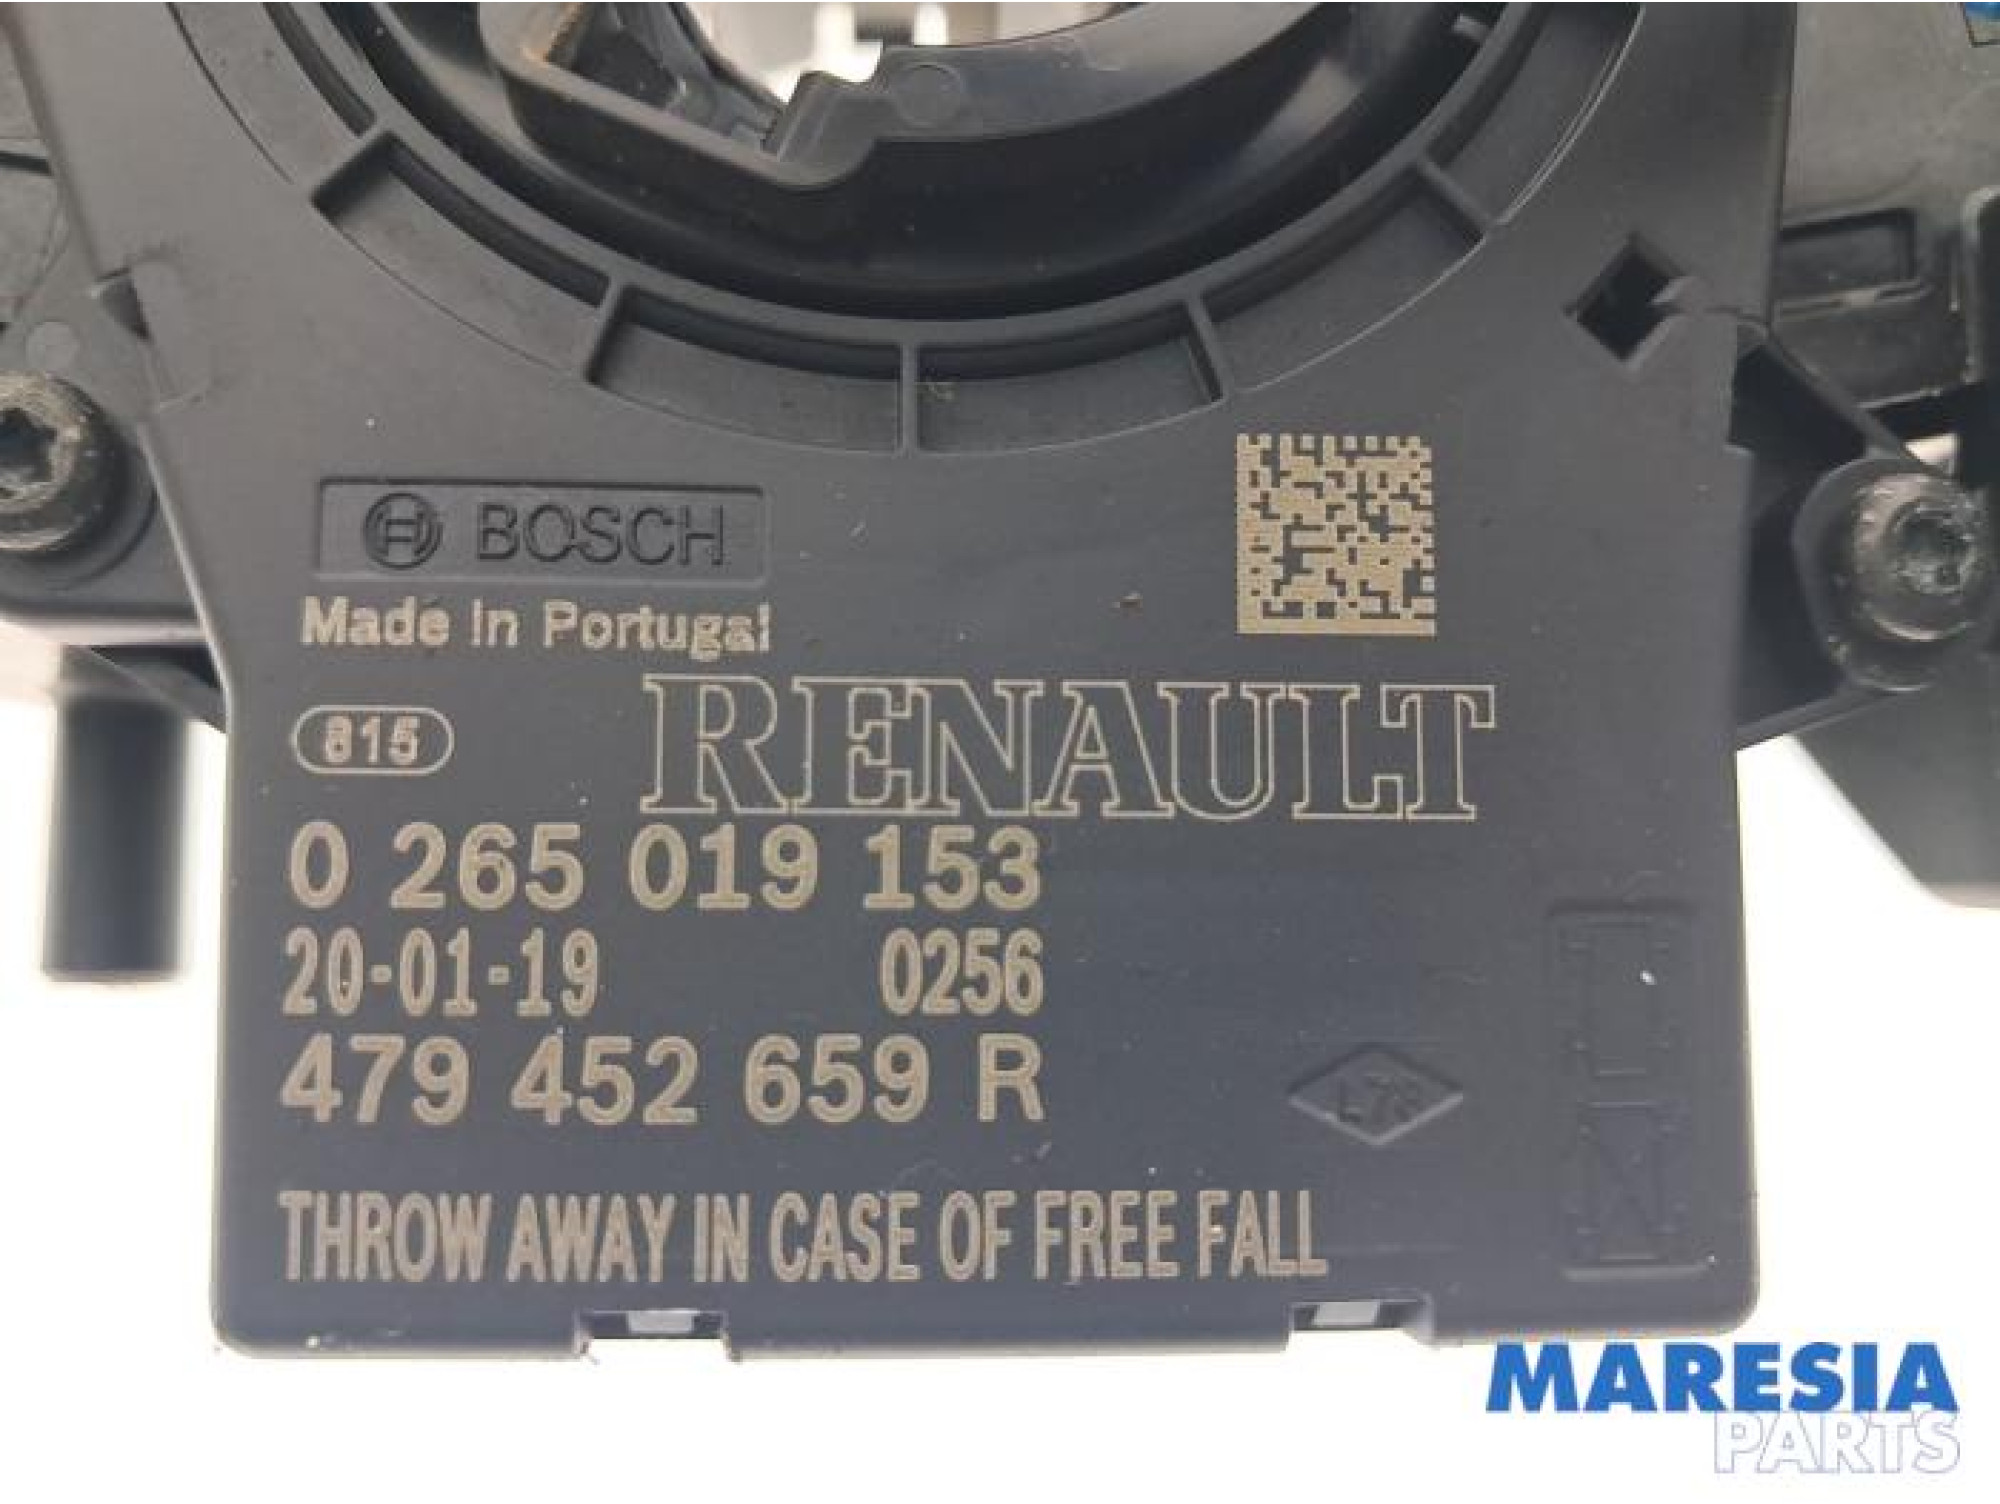 BOSCH
Made in Portugal
815
RENAULT
0 265 019 153
20-01-19 0256
479 452 659 R
THROW AWAY IN CASE OF FREE FALL
MARESIA
PARTS